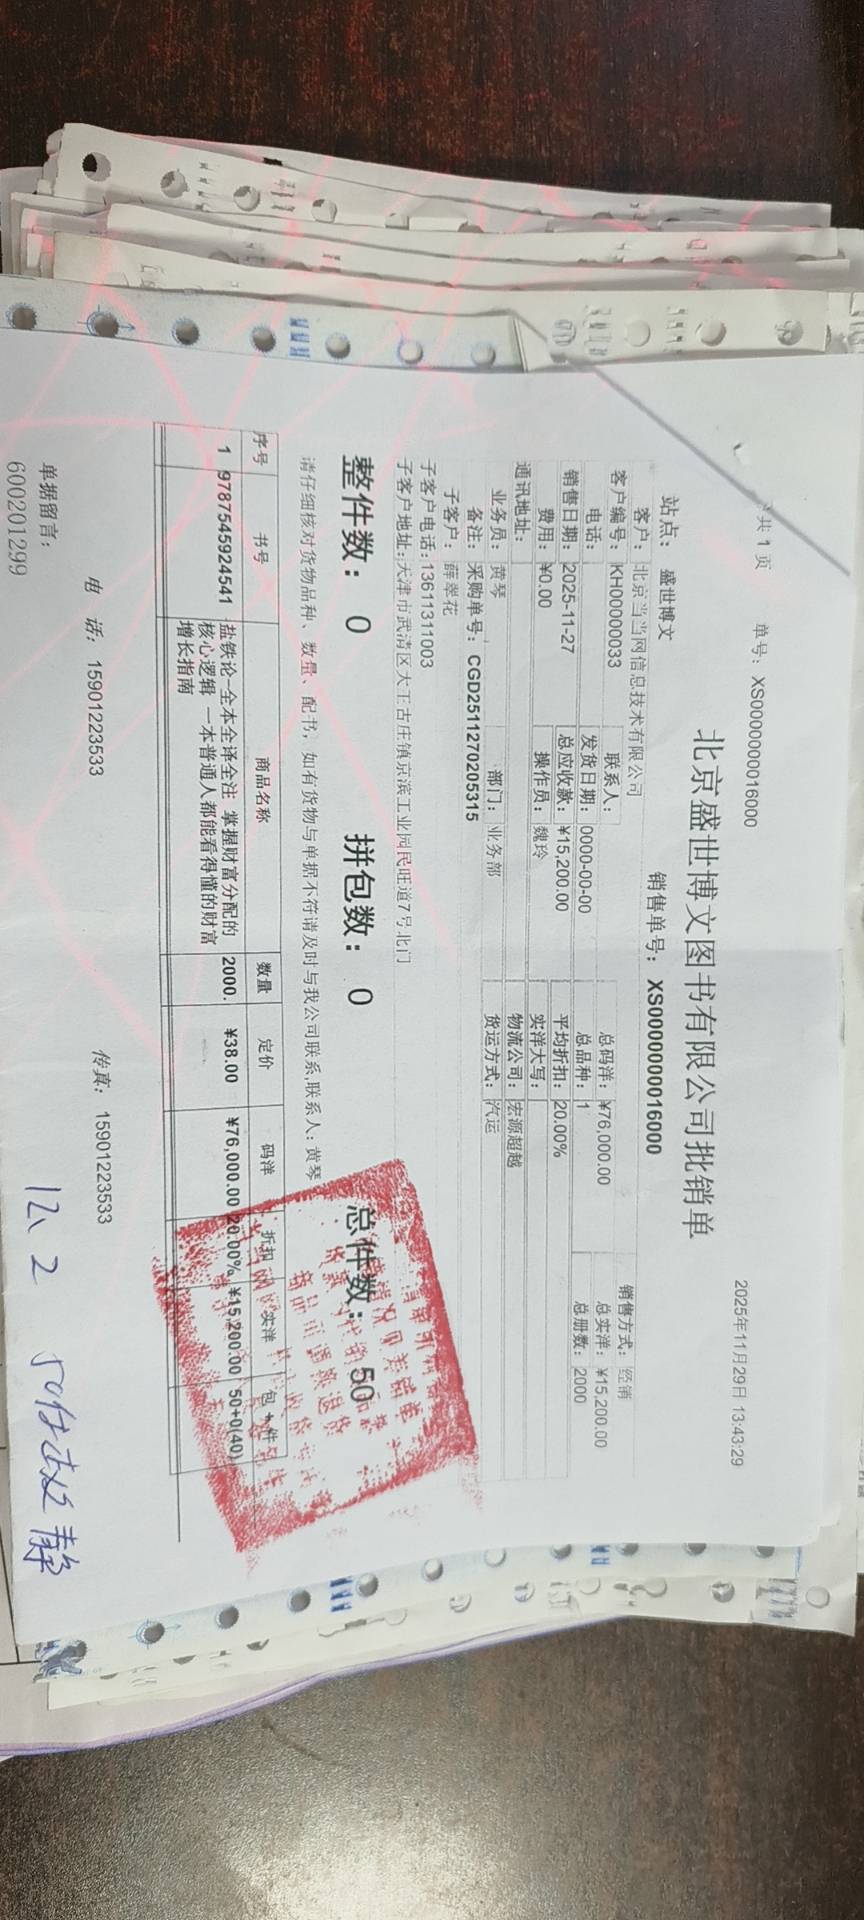 共 1 页 单号：XS0000000016000 2025年11月29日 13:43:29
北京盛世博文图书有限公司批销单
站点： 盛世博文 销售单号：XS0000000016000
客户：北京当当网信息技术有限公司 销售方式：经销
客户编号：KH00000033 联系人： 总码洋：¥76,000.00 总实洋：¥15,200.00
电话： 发货日期：0000-00-00 总品种：1 总册数：2000
销售日期：2025-11-27 总应收款：¥15,200.00 平均折扣：20.00%
费用：¥0.00 操作员：魏玲 实洋大写：
通讯地址： 物流公司：宏源超越
业务员：黄琴 部门：业务部 货运方式：汽运
备注：采购单号：CGD2511270205315
子客户：薛翠花
子客户电话：13611311003
子客户地址：天津市武清区大王古庄镇京滨工业园民旺道7号北门
整件数：0 拼包数：0 总件数：50
请仔细核对货物品种、数量、配书，如有货物与单据不符请及时与我公司联系,联系人：黄琴
序号 书号 商品名称 数量 定价 码洋 折扣 实洋 包+件
1 9787545924541 盐铁论-全本全译全注 掌握财富分配的 2000. ¥38.00 ¥76,000.00 20.00% ¥15,200.00 50+0(40)
核心逻辑 一本普通人都能看得懂的财富
增长指南
电 话：15901223533 传真：15901223533
单据留言：
600201299
12、2 50件